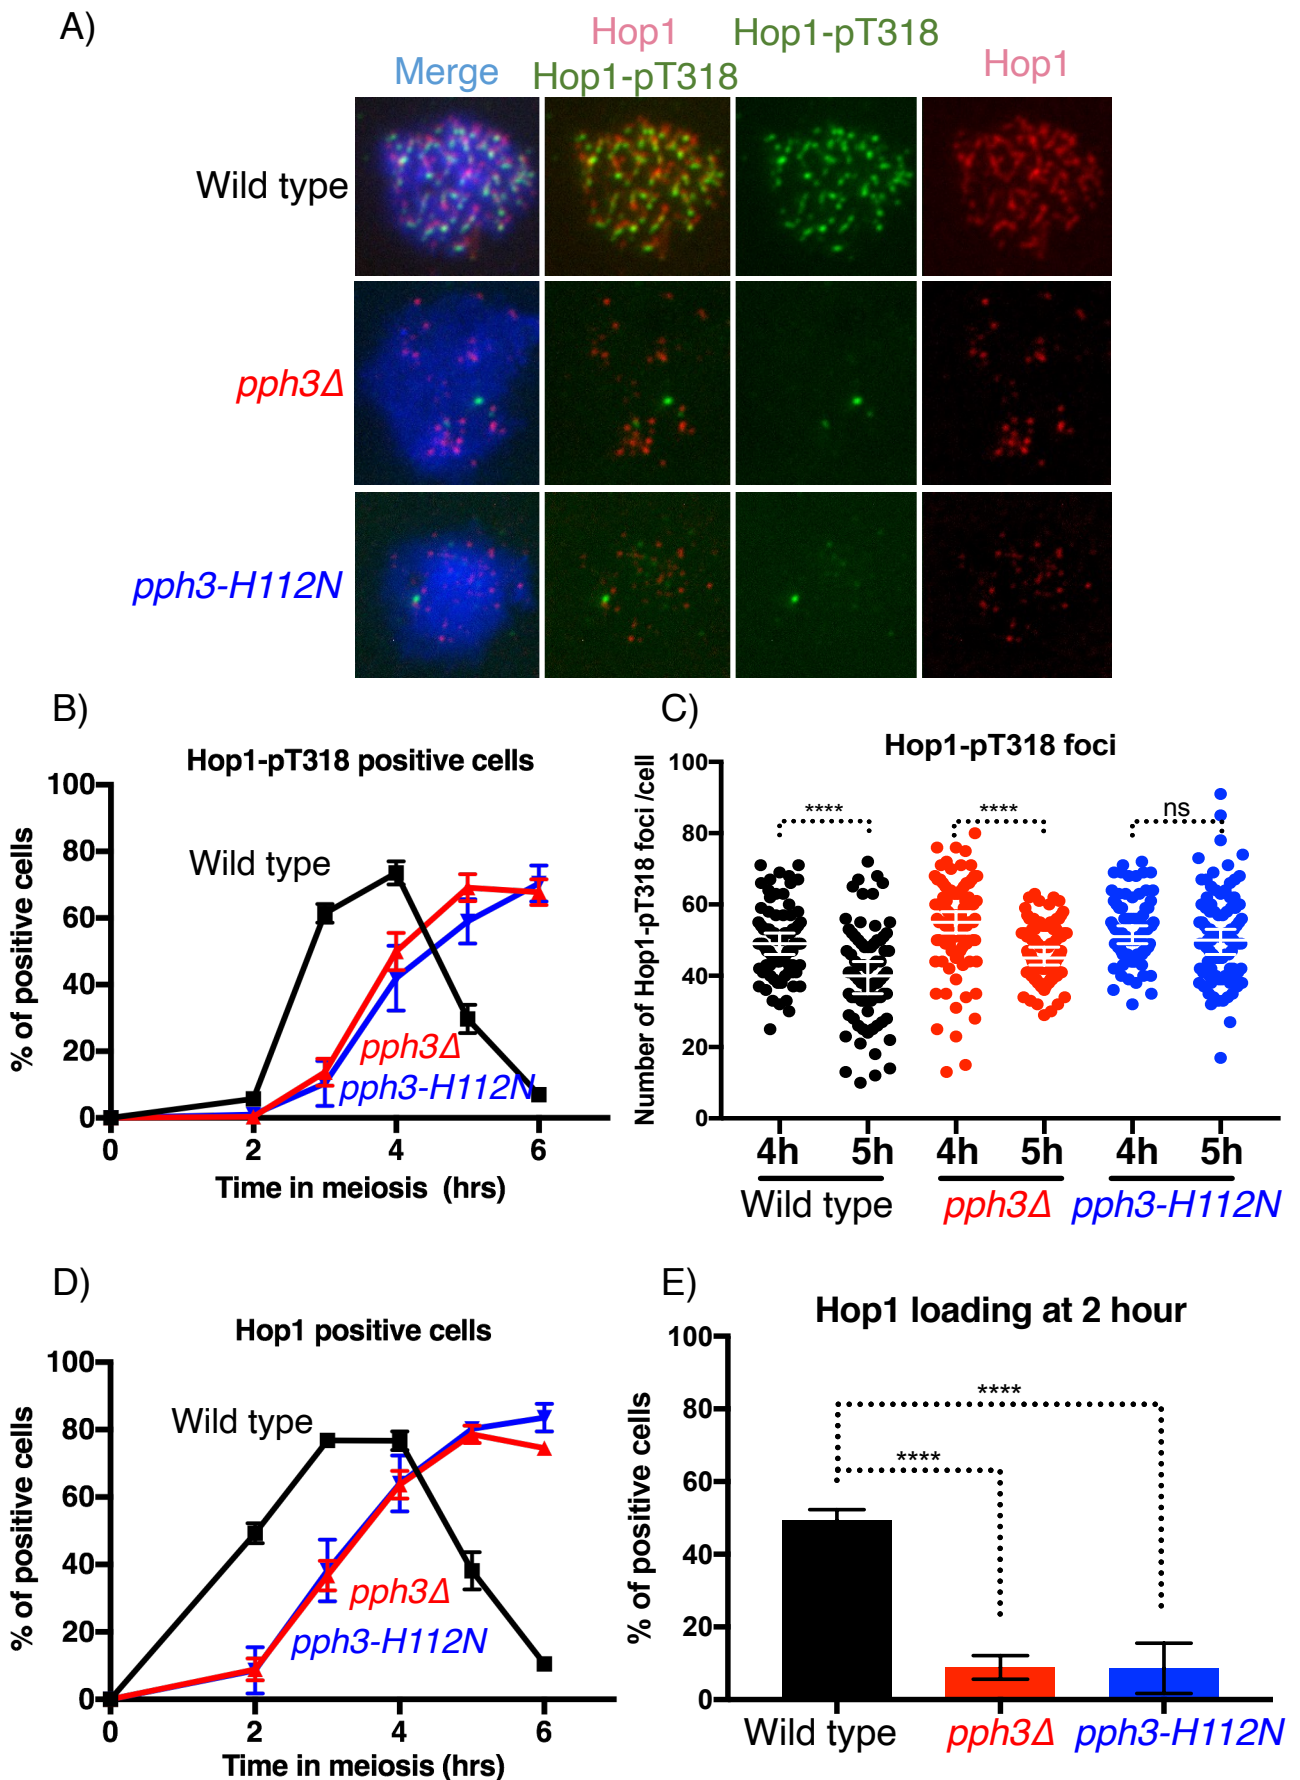 A)
Merge
Hop1
Hop1-pT318
Hop1-pT318
Hop1
Wild type
pph3Δ
pph3-H112N
B)
Hop1-pT318 positive cells
% of positive cells
100
80
60
40
20
0
Wild type
pph3Δ
pph3-H112N
0 2 4 6
Time in meiosis (hrs)
C)
Hop1-pT318 foci
Number of Hop1-pT318 foci /cell
100
80
60
40
20
0
**** **** ns
4h 5h 4h 5h 4h 5h
Wild type pph3Δ pph3-H112N
D)
Hop1 positive cells
% of positive cells
100
80
60
40
20
0
Wild type
pph3Δ
pph3-H112N
0 2 4 6
Time in meiosis (hrs)
E)
Hop1 loading at 2 hour
% of positive cells
100
80
60
40
20
0
****
****
Wild type pph3Δ pph3-H112N